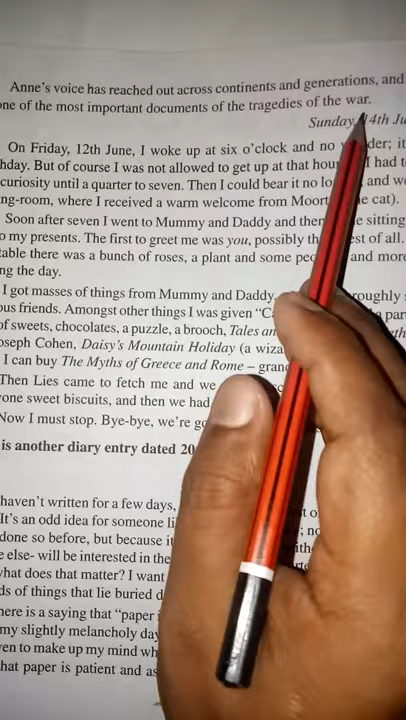 Anne's voice has reached out across continents and generations, and
one of the most important documents of the tragedies of the war.
Sunday, 14th Ju
On Friday, 12th June, I woke up at six o'clock and no der; it
hday. But of course I was not allowed to get up at that hour I had t
curiosity until a quarter to seven. Then I could bear it no lo and we
ng-room, where I received a warm welcome from Moort e cat).
Soon after seven I went to Mummy and Daddy and then e sitting
o my presents. The first to greet me was you, possibly th est of all.
table there was a bunch of roses, a plant and some peo and more
ng the day.
I got masses of things from Mummy and Daddy, roughly s
ous friends. Amongst other things I was given "C a par
of sweets, chocolates, a puzzle, a brooch, Tales an
oseph Cohen, Daisy's Mountain Holiday (a wiza
I can buy The Myths of Greece and Rome – gran
Then Lies came to fetch me and we
yone sweet biscuits, and then we had
Now I must stop. Bye-bye, we're go
is another diary entry dated 20
haven't written for a few days,
It's an odd idea for someone li
done so before, but because it
e else- will be interested in the
what does that matter? I want
ds of things that lie buried d
here is a saying that "paper
my slightly melancholy day
en to make up my mind wh
hat paper is patient and as